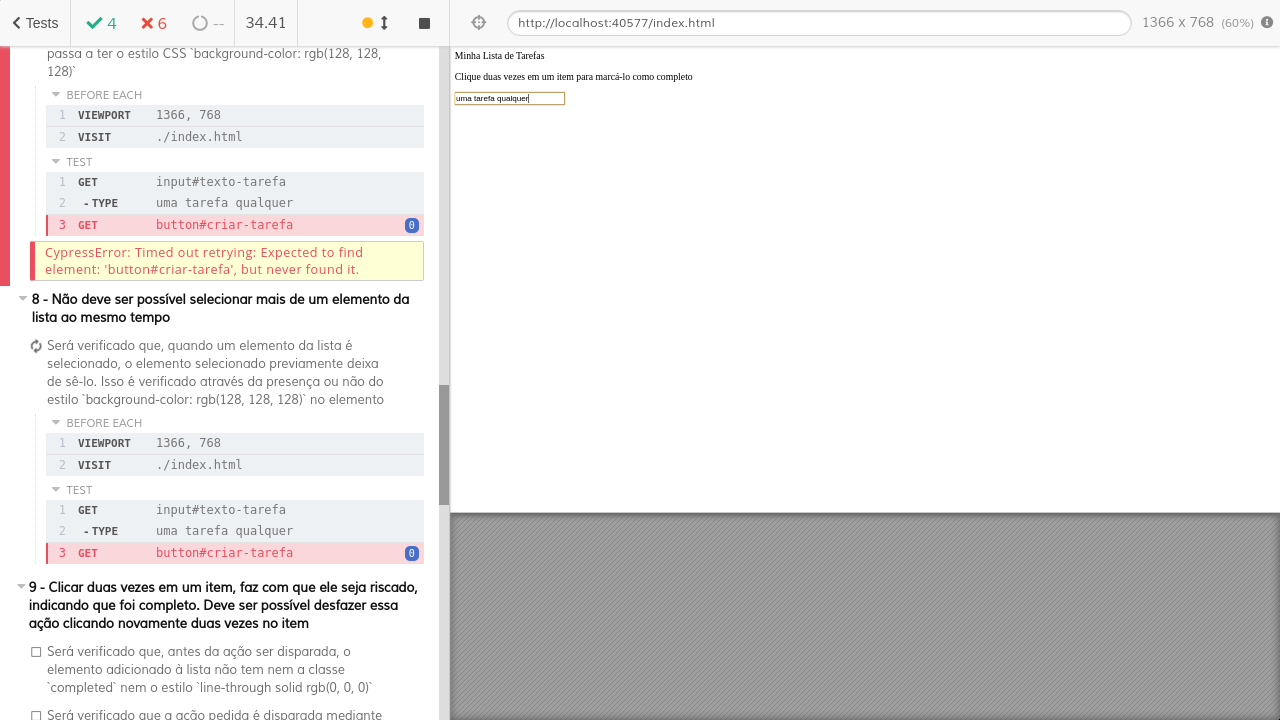 Tests
4
6
--
34.41
http://localhost:40577/index.html
1366 x 768 (60%)
passa a ter o estilo CSS `background-color: rgb(128, 128,
128)`
BEFORE EACH
1 VIEWPORT 1366, 768
2 VISIT ./index.html
TEST
1 GET input#texto-tarefa
2 -TYPE uma tarefa qualquer
3 GET button#criar-tarefa 0
CypressError: Timed out retrying: Expected to find
element: 'button#criar-tarefa', but never found it.
8 - Não deve ser possível selecionar mais de um elemento da
lista ao mesmo tempo
Será verificado que, quando um elemento da lista é
selecionado, o elemento selecionado previamente deixa
de sê-lo. Isso é verificado através da presença ou não do
estilo `background-color: rgb(128, 128, 128)` no elemento
BEFORE EACH
1 VIEWPORT 1366, 768
2 VISIT ./index.html
TEST
1 GET input#texto-tarefa
2 -TYPE uma tarefa qualquer
3 GET button#criar-tarefa 0
9 - Clicar duas vezes em um item, faz com que ele seja riscado,
indicando que foi completo. Deve ser possível desfazer essa
ação clicando novamente duas vezes no item
Será verificado que, antes da ação ser disparada, o
elemento adicionado à lista não tem nem a classe
`completed` nem o estilo `line-through solid rgb(0, 0, 0)`
Será verificado que a ação pedida é disparada mediante
Minha Lista de Tarefas
Clique duas vezes em um item para marcá-lo como completo
uma tarefa qualquer